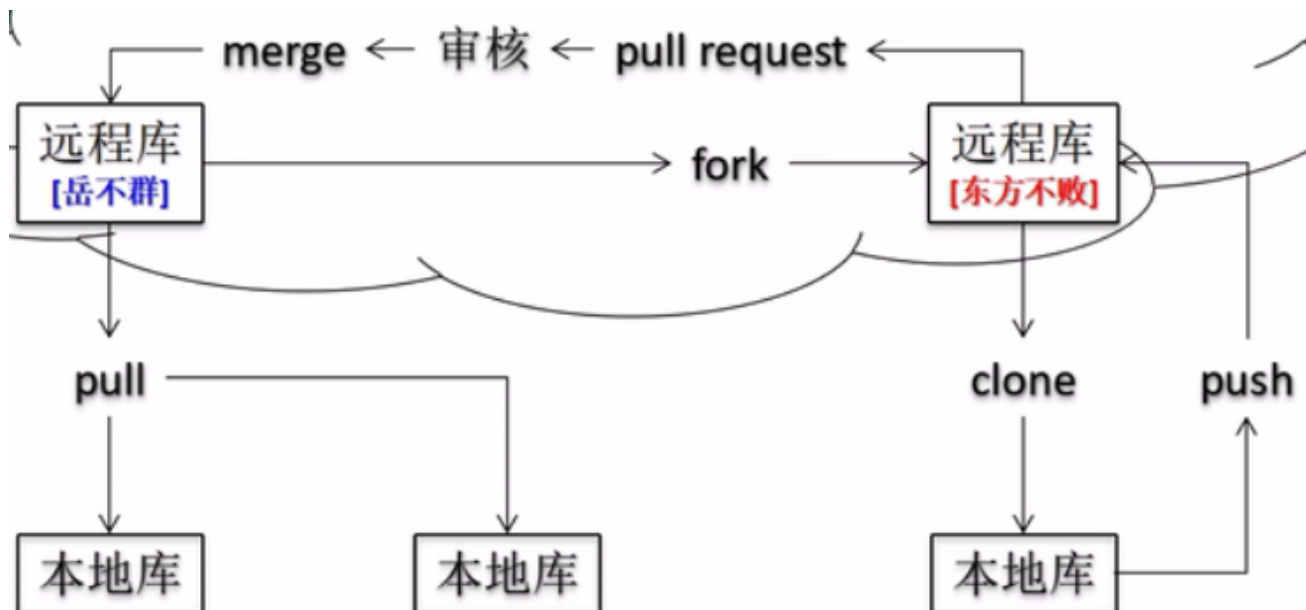 merge
审核
pull request
远程库
[岳不群]
fork
远程库
[东方不败]
pull
clone
push
本地库
本地库
本地库